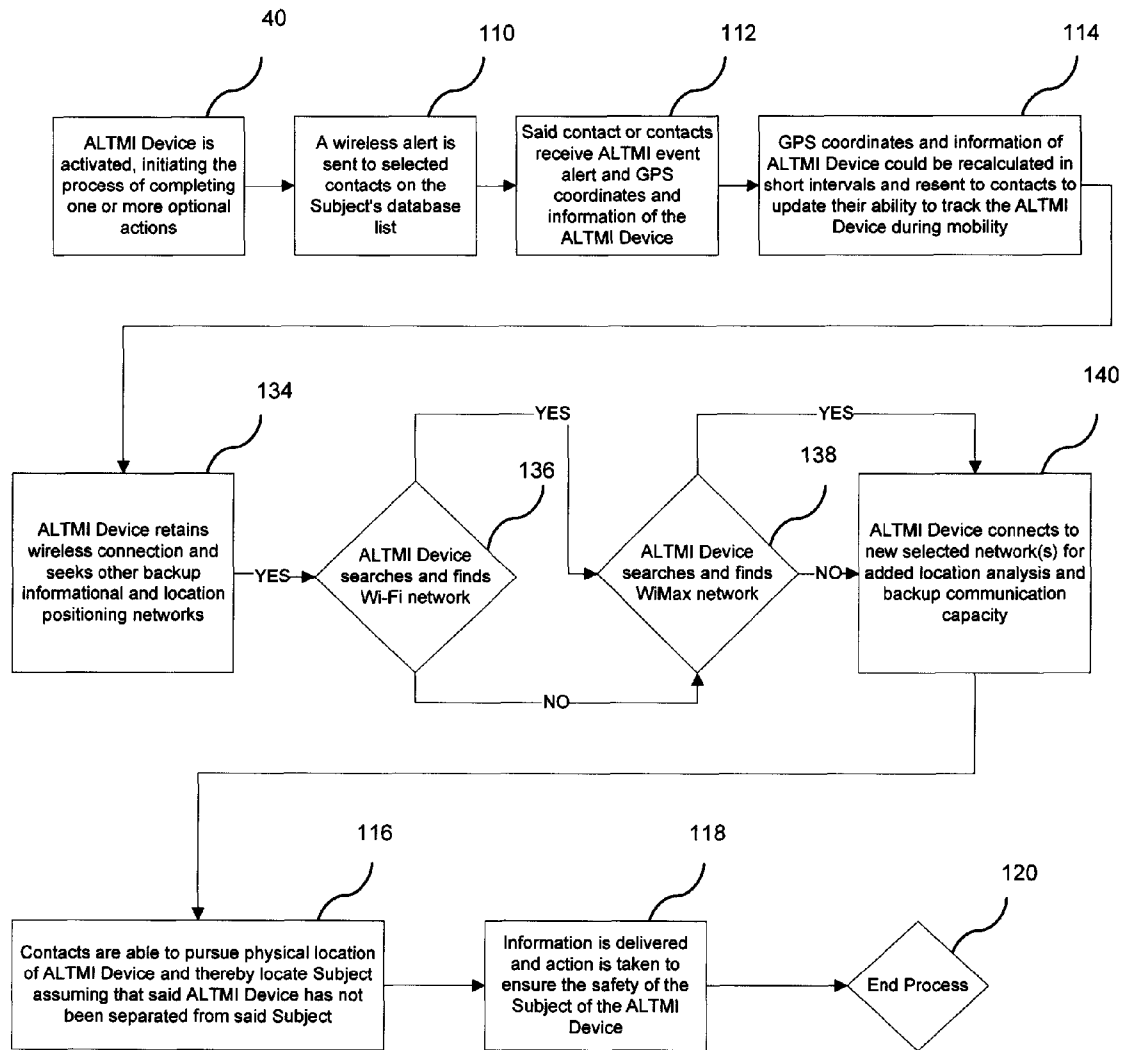 40
110
112
114
ALTMI Device is
activated, initiating the
process of completing
one or more optional
actions
A wireless alert is
sent to selected
contacts on the
Subject's database
list
Said contact or contacts
receive ALTMI event
alert and GPS
coordinates and
information of the
ALTMI Device
GPS coordinates and information of
ALTMI Device could be recalculated in
short intervals and resent to contacts to
update their ability to track the ALTMI
Device during mobility
134
YES
YES
140
136
138
ALTMI Device retains
wireless connection and
seeks other backup
informational and location
positioning networks
YES
ALTMI Device
searches and finds
Wi-Fi network
ALTMI Device
searches and finds
WiMax network
NO
ALTMI Device connects to
new selected network(s) for
added location analysis and
backup communication
capacity
NO
116
118
120
Contacts are able to pursue physical location
of ALTMI Device and thereby locate Subject
assuming that said ALTMI Device has not
been separated from said Subject
Information is delivered
and action is taken to
ensure the safety of the
Subject of the ALTMI
Device
End Process